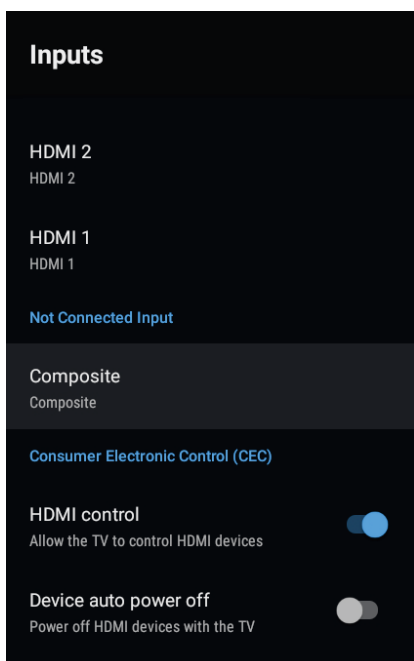 Inputs
HDMI 2
HDMI 2
HDMI 1
HDMI 1
Not Connected Input
Composite
Composite
Consumer Electronic Control (CEC)
HDMI control
Allow the TV to control HDMI devices
Device auto power off
Power off HDMI devices with the TV